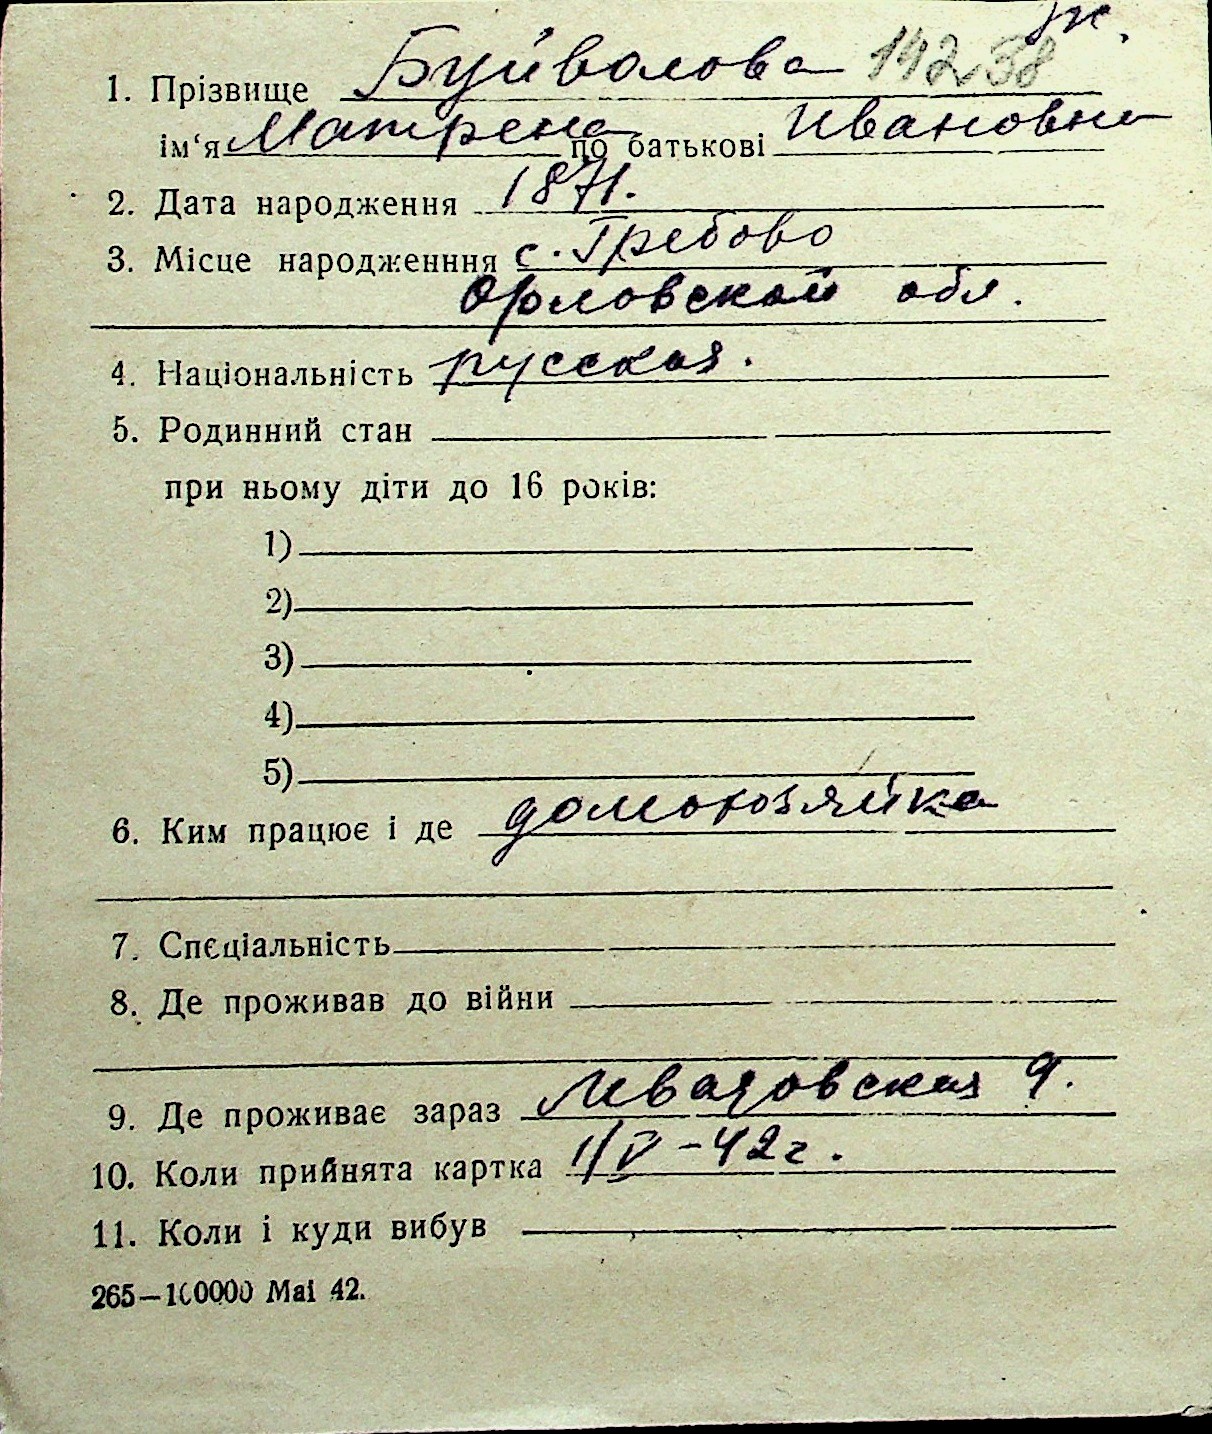 ж.
1. Прізвище Буйволова 14238
ім'я Матрена по батькові Ивановна
2. Дата народження 1871.
3. Місце народженння с. Гребово
Орловской обл.
4. Національність русская.
5. Родинний стан
при ньому діти до 16 років:
1)
2)
3)
4)
5)
6. Ким працює і де домохозяйка
7. Спєціальність
8. Де проживав до війни
9. Де проживає зараз 9.
10. Коли прийнята картка 1/V-42г.
11. Коли і куди вибув
265—100000 Mai 42.